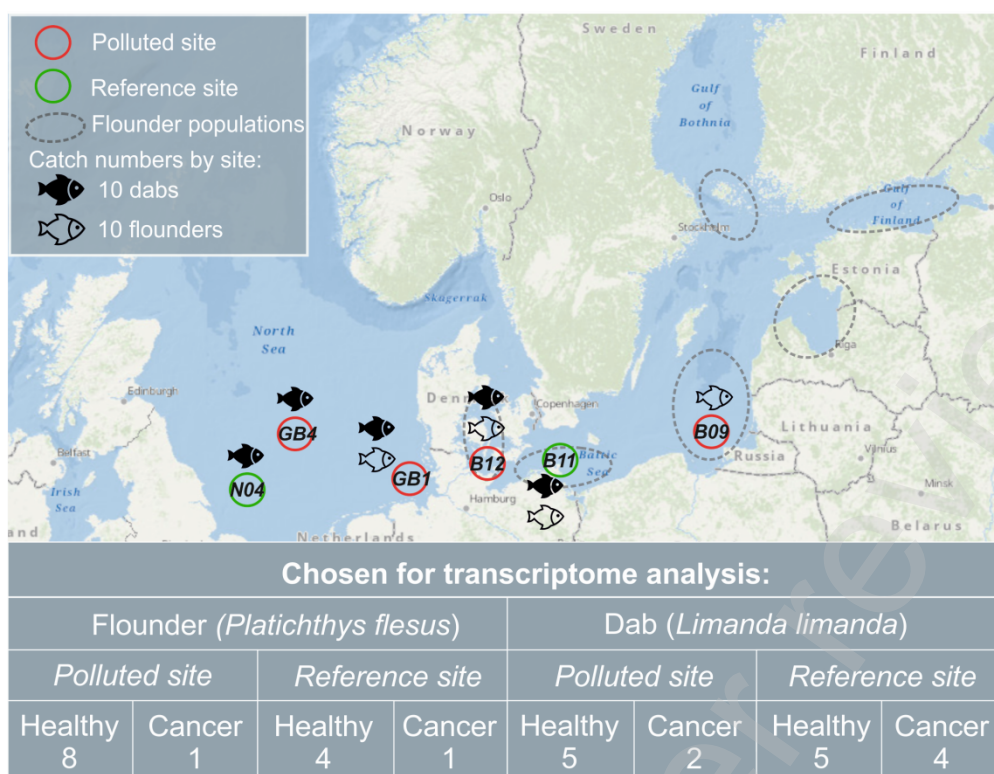 Polluted site
Reference site
Flounder populations
Catch numbers by site:
10 dabs
10 flounders
Sweden
Finland
Norway
Gulf
of
Bothnia
Oslo
Stockholm
Gulf
of
Finland
Estonia
Skagerrak
North
Sea
Riga
Edinburgh
Denmark
Copenhagen
Lithuania
Vilnius
Belfast
Irish
Sea
GB4
N04
GB1
B12
B11
B09
Baltic
Sea
Russia
Minsk
Hamburg
Belarus
and
Netherlands
Chosen for transcriptome analysis:
Flounder (Platichthys flesus) Dab (Limanda limanda)
Polluted site Reference site Polluted site Reference site
Healthy Cancer Healthy Cancer Healthy Cancer Healthy Cancer
8 1 4 1 5 2 5 4